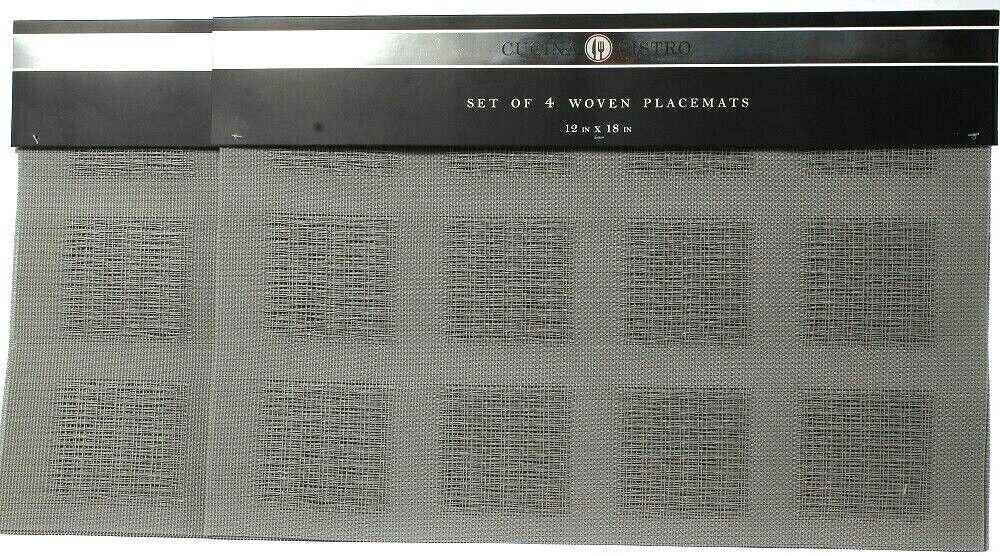 CUCINA BISTRO
SET OF 4 WOVEN PLACEMATS
12 IN X 18 IN